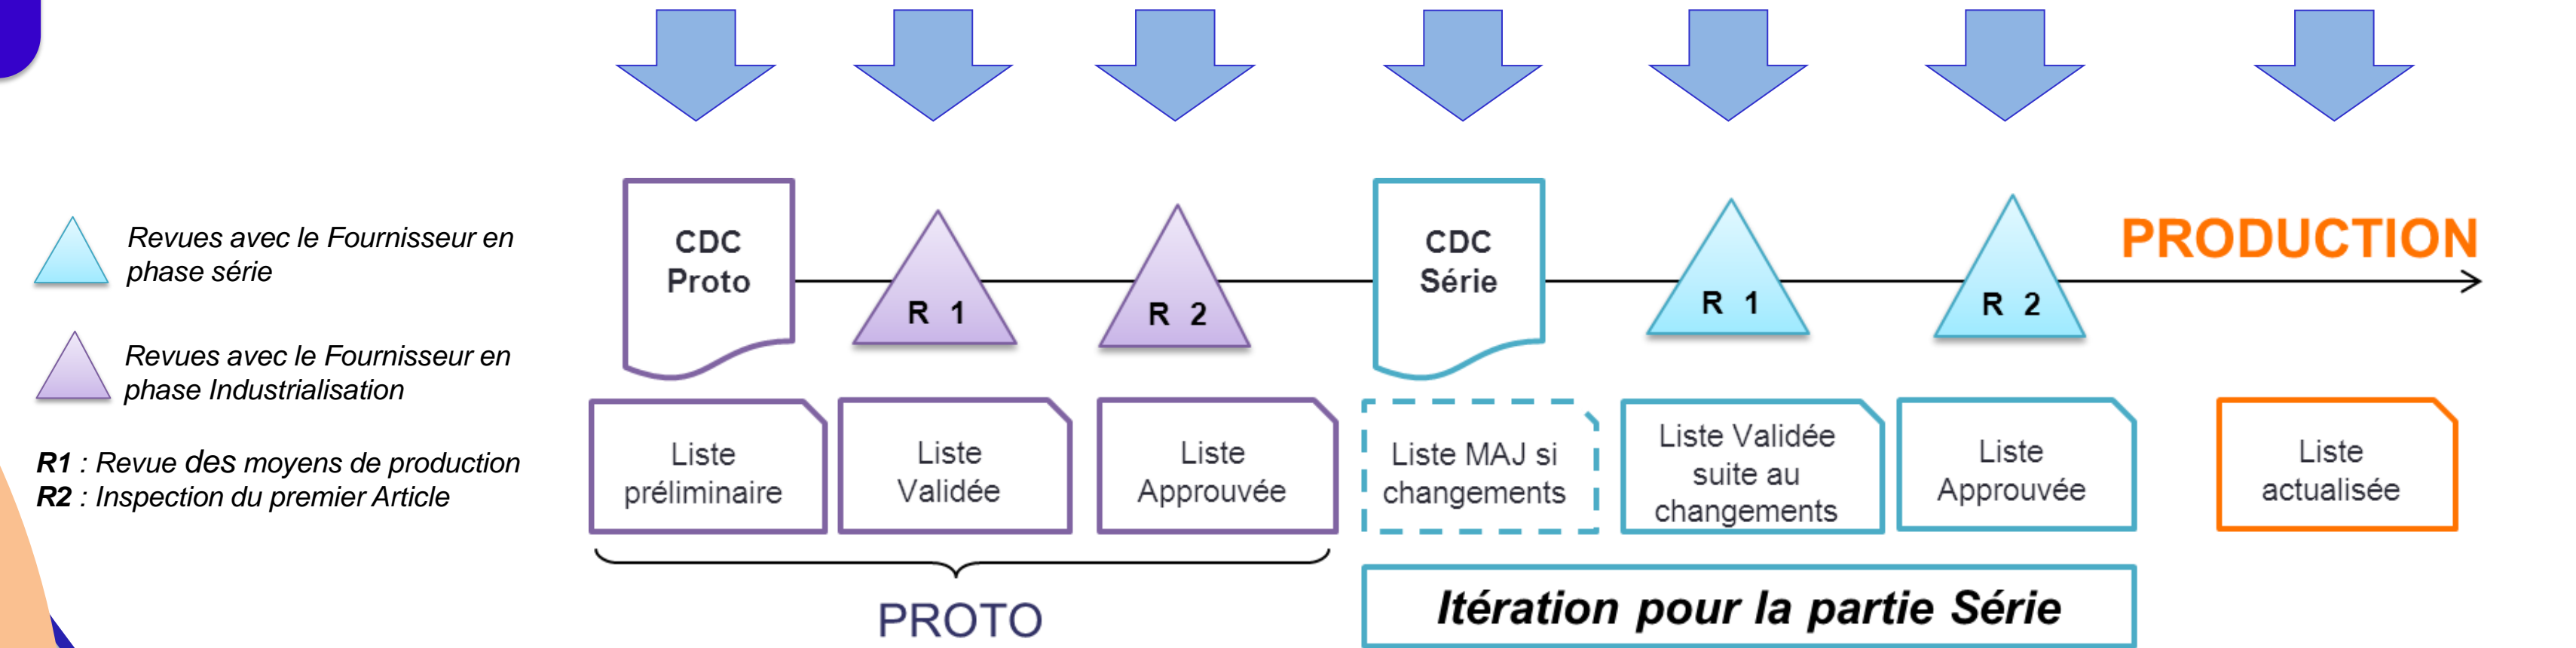 Revues avec le Fournisseur en
phase série
Revues avec le Fournisseur en
phase Industrialisation
R1 : Revue des moyens de production
R2 : Inspection du premier Article
CDC
Proto
R 1
R 2
CDC
Série
R 1
R 2
PRODUCTION
Liste
préliminaire
Liste
Validée
Liste
Approuvée
Liste MAJ si
changements
Liste Validée
suite au
changements
Liste
Approuvée
Liste
actualisée
PROTO
Itération pour la partie Série